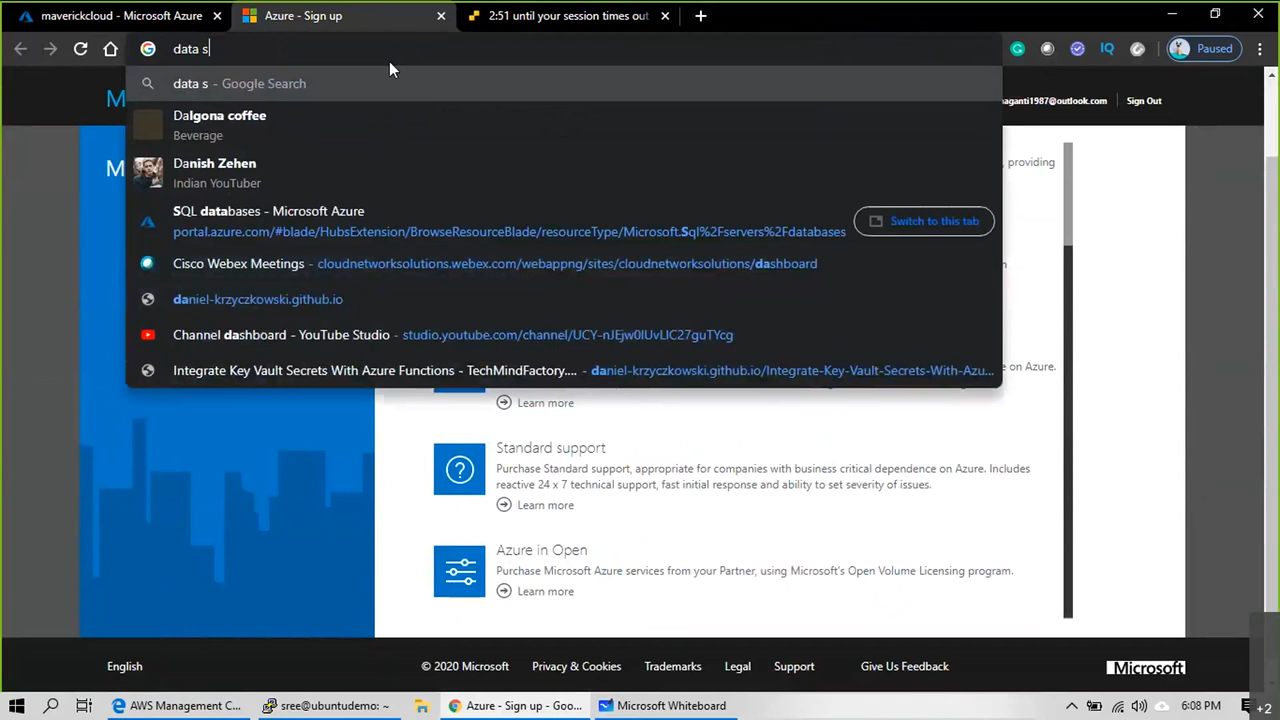 maverickcloud - Microsoft Azure
Azure - Sign up
2:51 until your session times out
data s
Paused
data s - Google Search
Dalgona coffee
Beverage
Danish Zehen
Indian YouTuber
SQL databases - Microsoft Azure
portal.azure.com/#blade/HubsExtension/BrowseResourceBlade/resourceType/Microsoft.Sql%2Fservers%2Fdatabases
Switch to this tab
Cisco Webex Meetings - cloudnetworksolutions.webex.com/webappng/sites/cloudnetworksolutions/dashboard
daniel-krzyczkowski.github.io
Channel dashboard - YouTube Studio - studio.youtube.com/channel/UCY-nJEjw0IUvLIC27guTYcg
Integrate Key Vault Secrets With Azure Functions - TechMindFactory.... - daniel-krzyczkowski.github.io/Integrate-Key-Vault-Secrets-With-Azu...
M
aganti1987@outlook.com
Sign Out
M
, providing
e on Azure.
Learn more
Standard support
Purchase Standard support, appropriate for companies with business critical dependence on Azure. Includes
reactive 24 x 7 technical support, fast initial response and ability to set severity of issues.
Learn more
Azure in Open
Purchase Microsoft Azure services from your Partner, using Microsoft's Open Volume Licensing program.
Learn more
English
© 2020 Microsoft
Privacy & Cookies
Trademarks
Legal
Support
Give Us Feedback
Microsoft
AWS Management C...
sree@ubuntudemo: ~
Azure - Sign up - Goo...
Microsoft Whiteboard
6:08 PM
+2